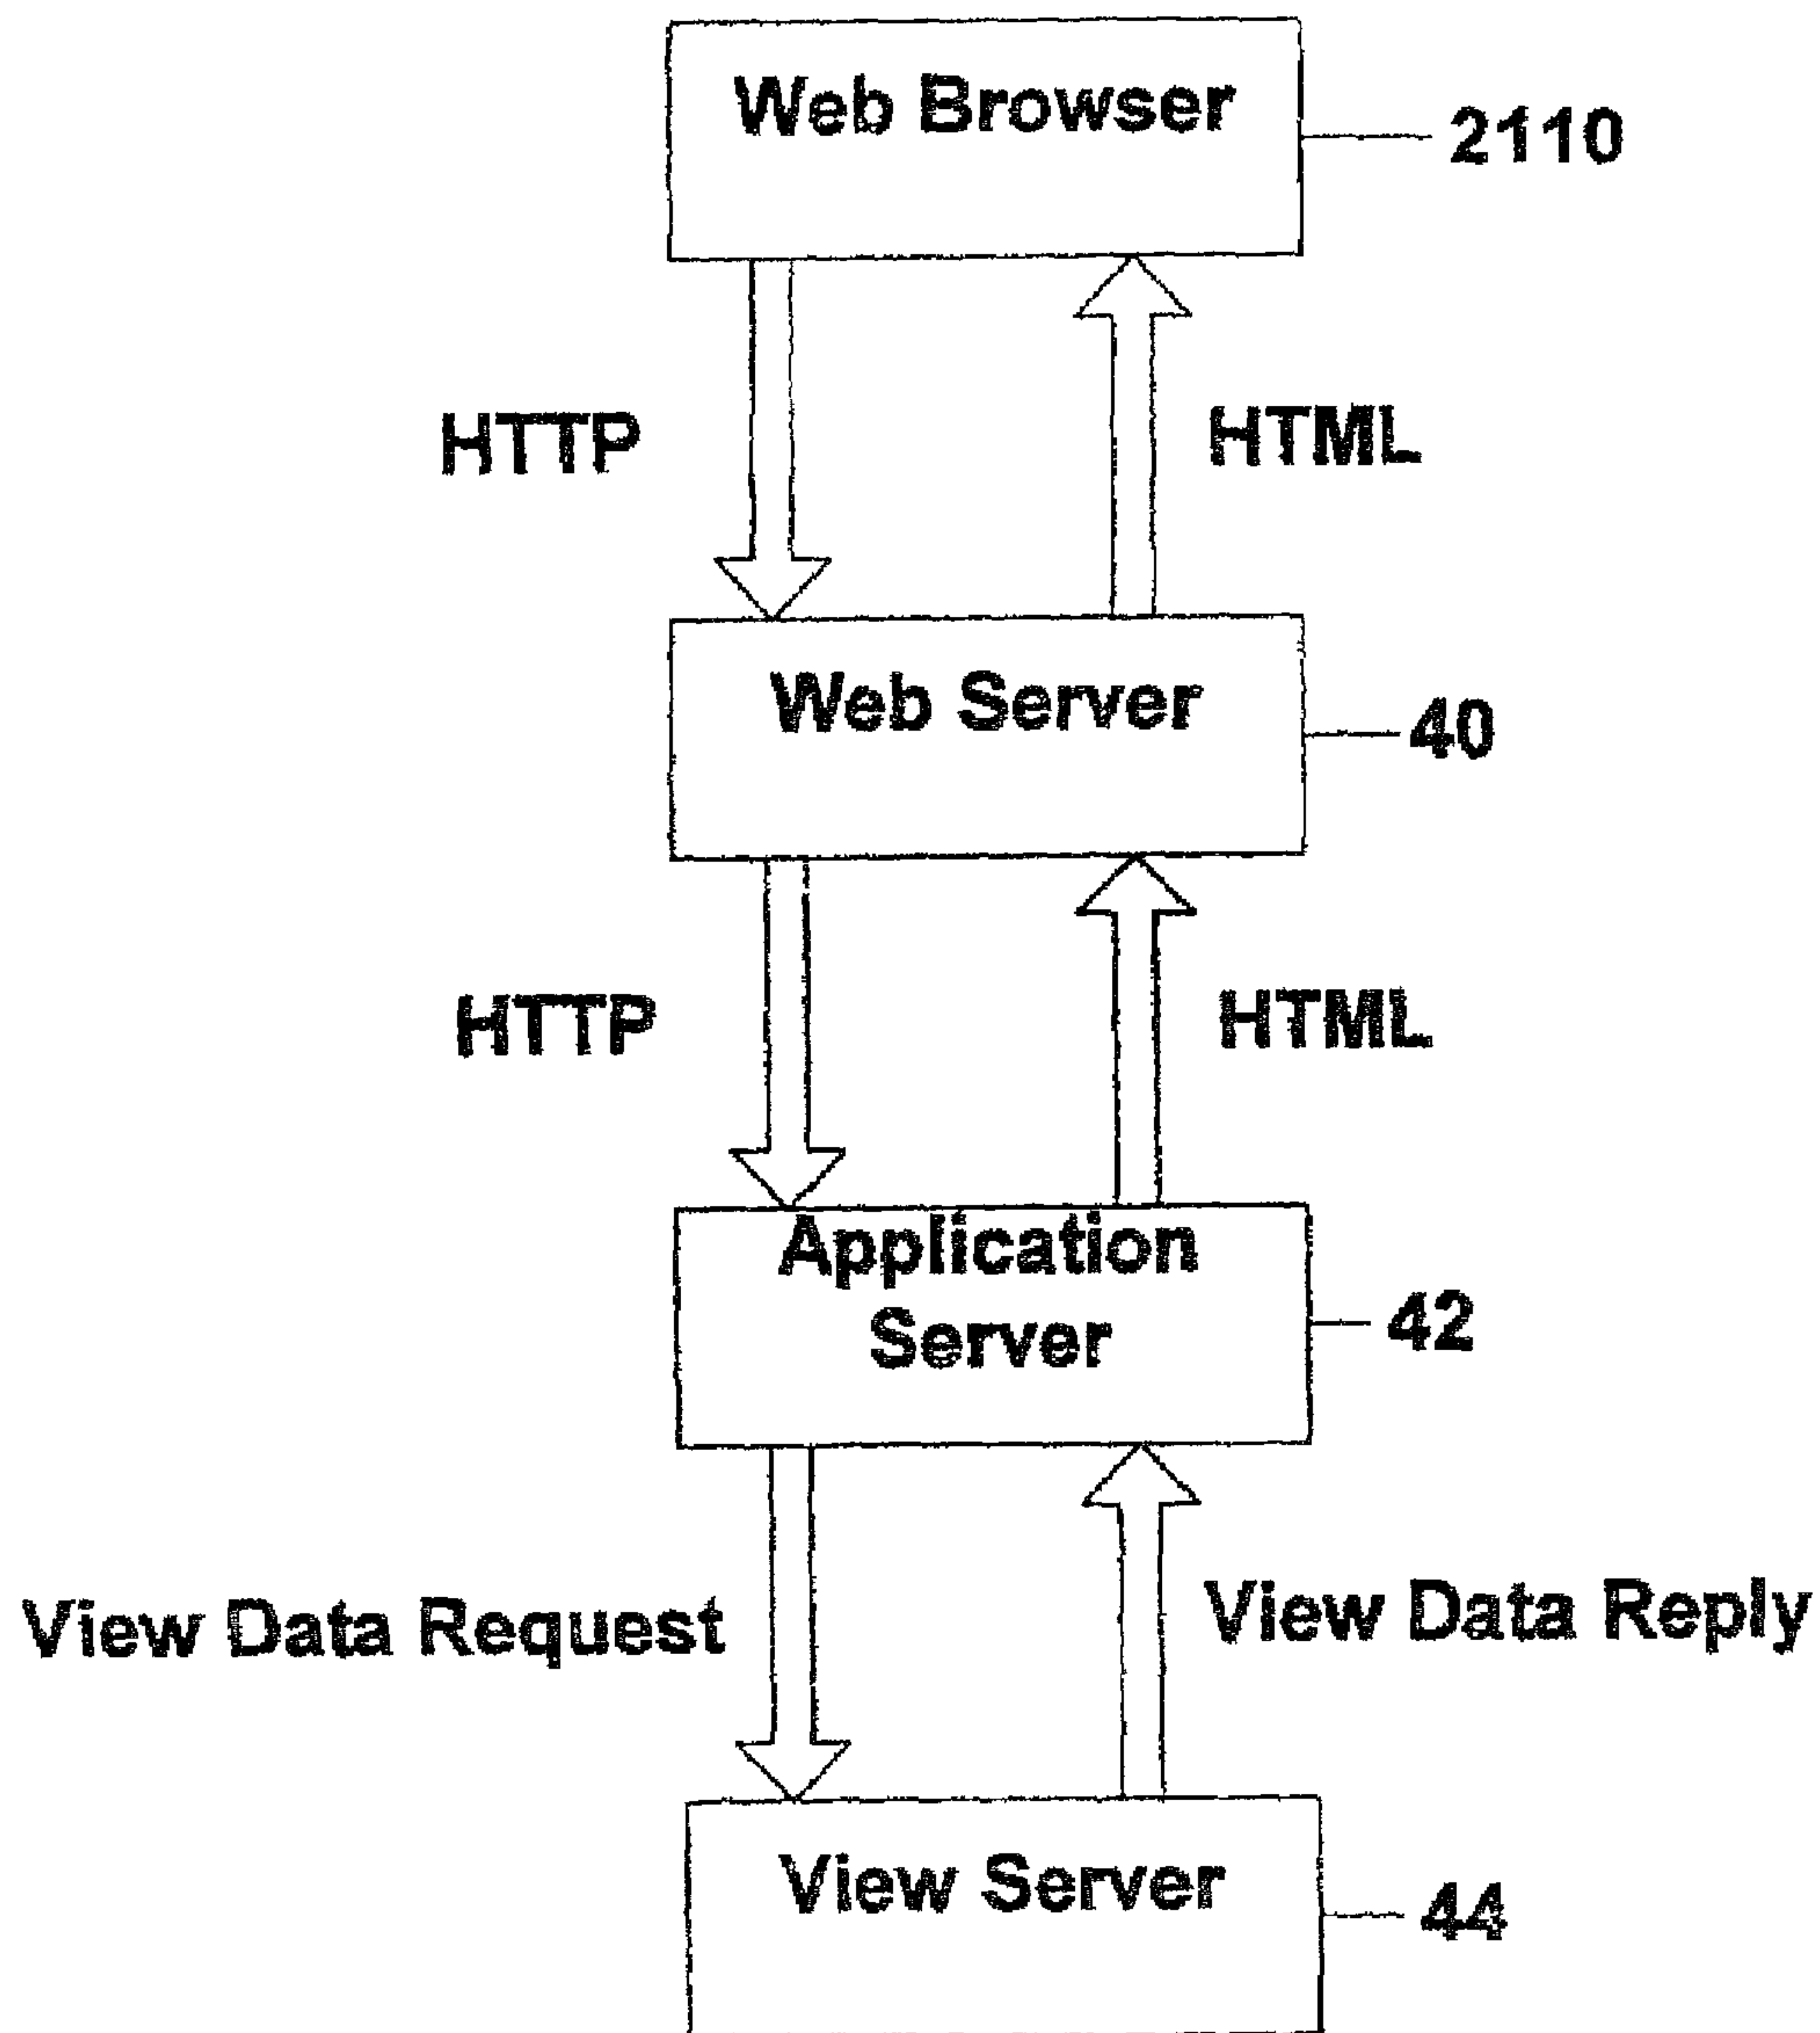 Web Browser
2110
HTTP
HTML
Web Server
40
HTTP
HTML
Application
Server
42
View Data Request
View Data Reply
View Server
44